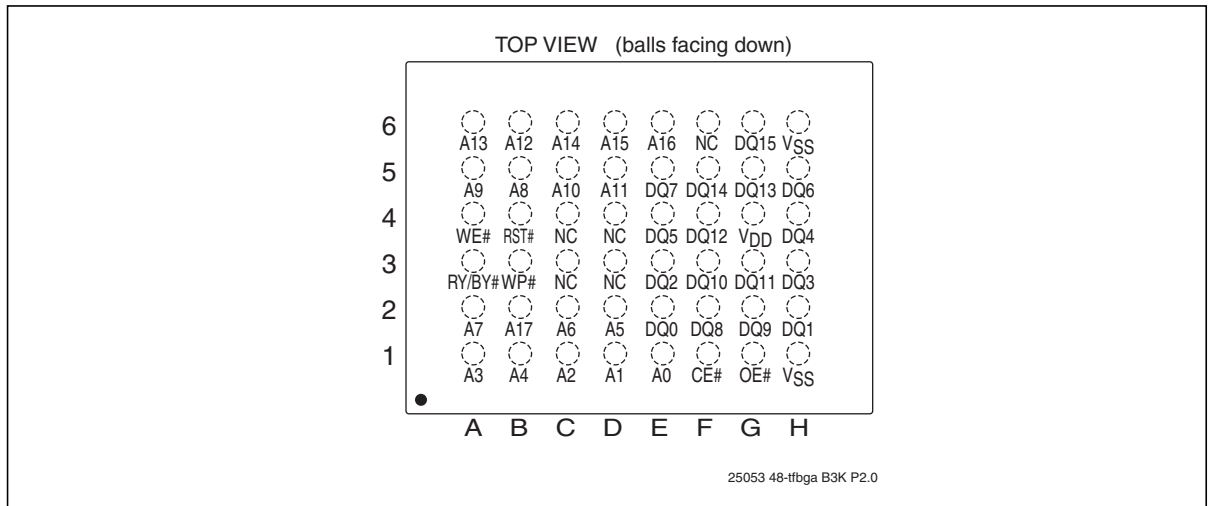 TOP VIEW (balls facing down)
6
A13 A12 A14 A15 A16 NC DQ15 VSS
5
A9 A8 A10 A11 DQ7 DQ14 DQ13 DQ6
4
WE# RST# NC NC DQ5 DQ12 VDD DQ4
3
RY/BY# WP# NC NC DQ2 DQ10 DQ11 DQ3
2
A7 A17 A6 A5 DQ0 DQ8 DQ9 DQ1
1
A3 A4 A2 A1 A0 CE# OE# VSS
A B C D E F G H
25053 48-tfbga B3K P2.0